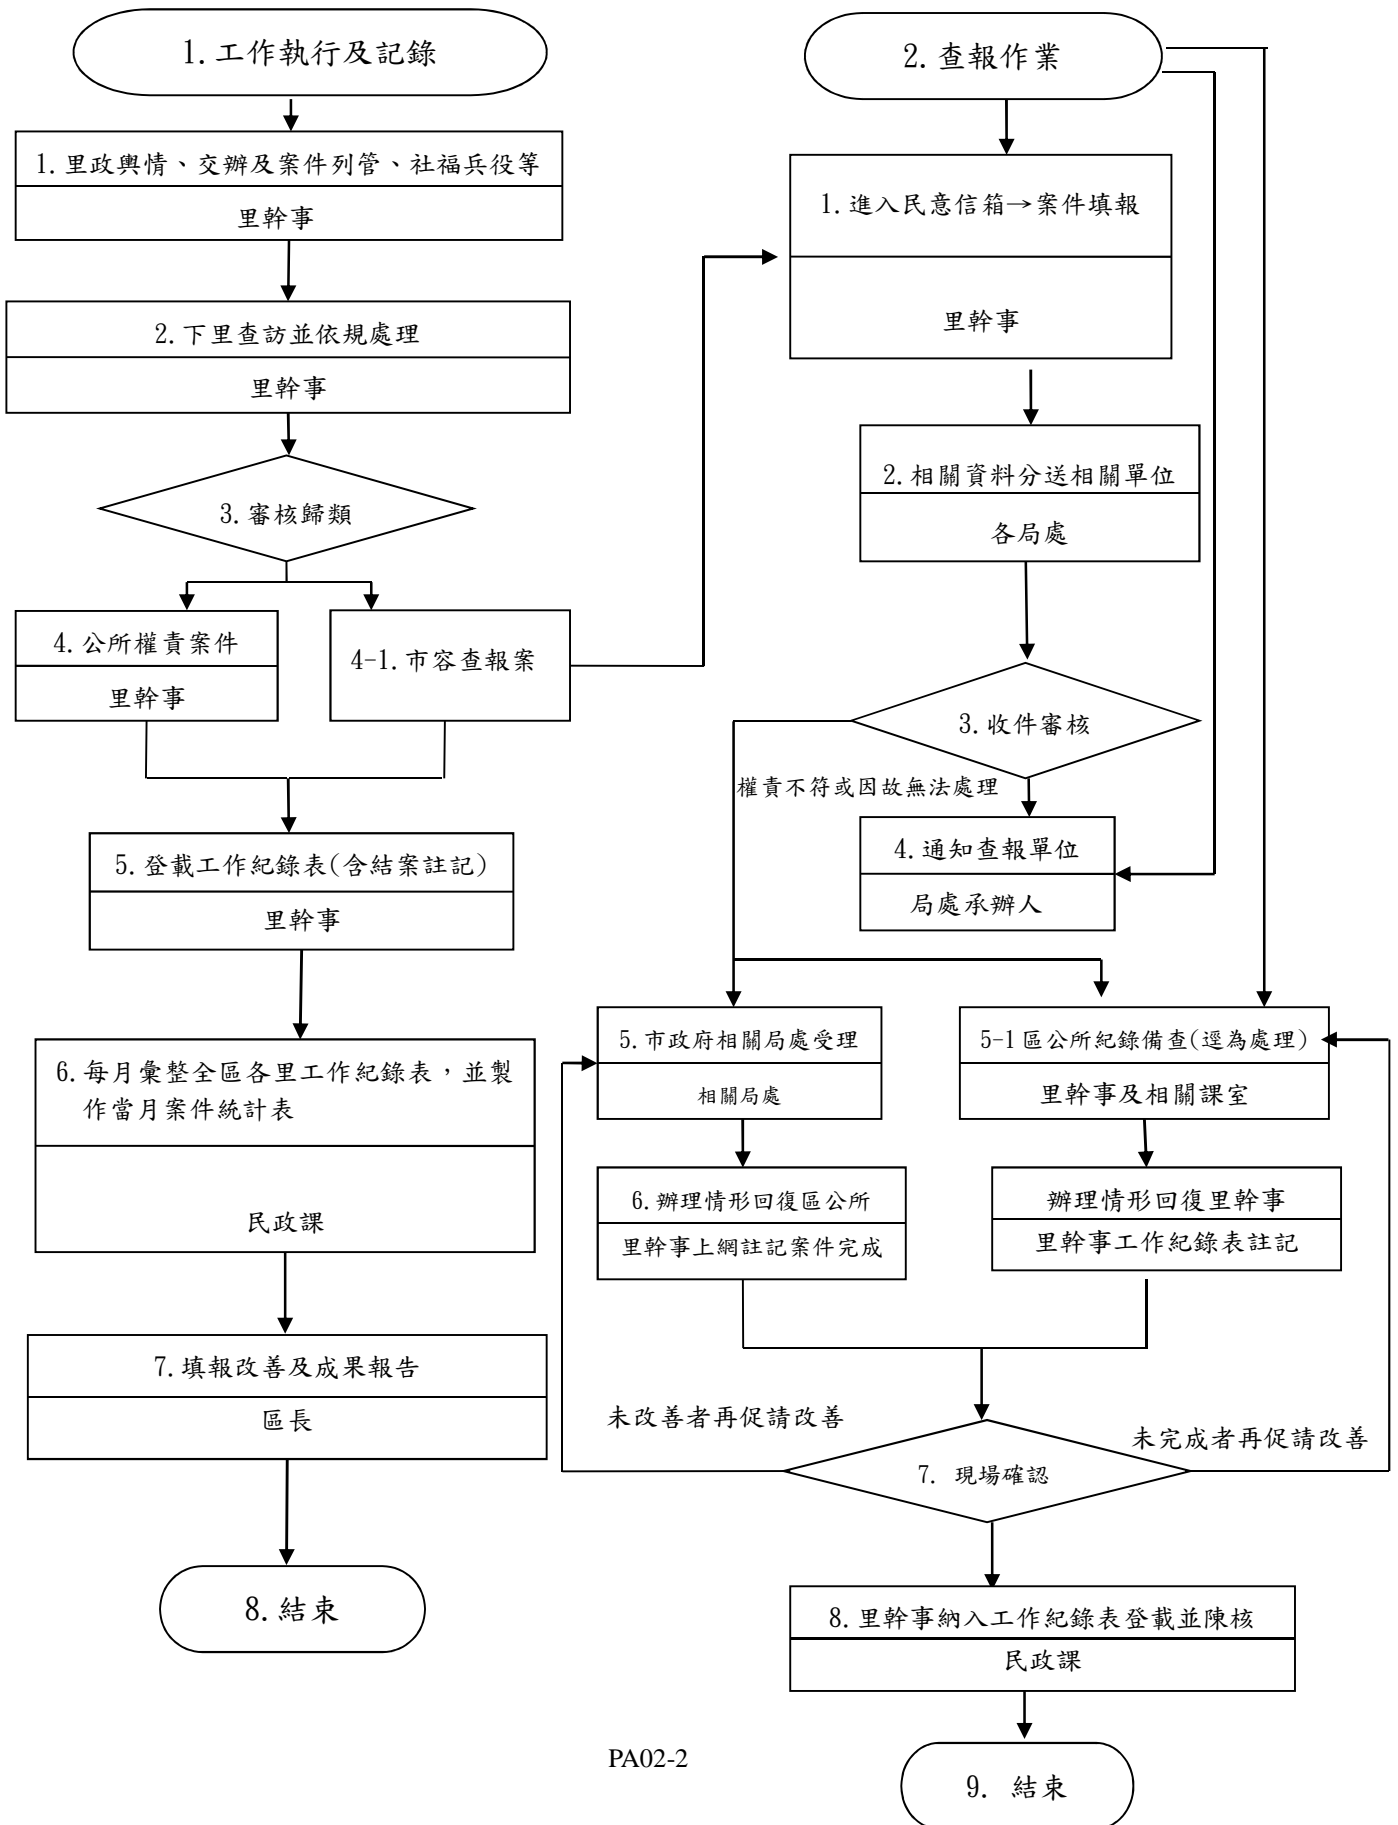 1.工作執行及記錄
1.里政輿情、交辦及案件列管、社福兵役等
里幹事
2.下里查訪並依規處理
里幹事
3.審核歸類
4.公所權責案件
里幹事
4-1.市容查報案
5.登載工作紀錄表(含結案註記)
里幹事
6.每月彙整全區各里工作紀錄表，並製
作當月案件統計表
民政課
7.填報改善及成果報告
區長
8.結束
2.查報作業
1.進入民意信箱→案件填報
里幹事
2.相關資料分送相關單位
各局處
3.收件審核
權責不符或因故無法處理
4.通知查報單位
局處承辦人
5.市政府相關局處受理
相關局處
5-1區公所紀錄備查(逕為處理)
里幹事及相關課室
6.辦理情形回復區公所
里幹事上網註記案件完成
辦理情形回復里幹事
里幹事工作紀錄表註記
未改善者再促請改善
未完成者再促請改善
7. 現場確認
8.里幹事納入工作紀錄表登載並陳核
民政課
9. 結束
PA02-2